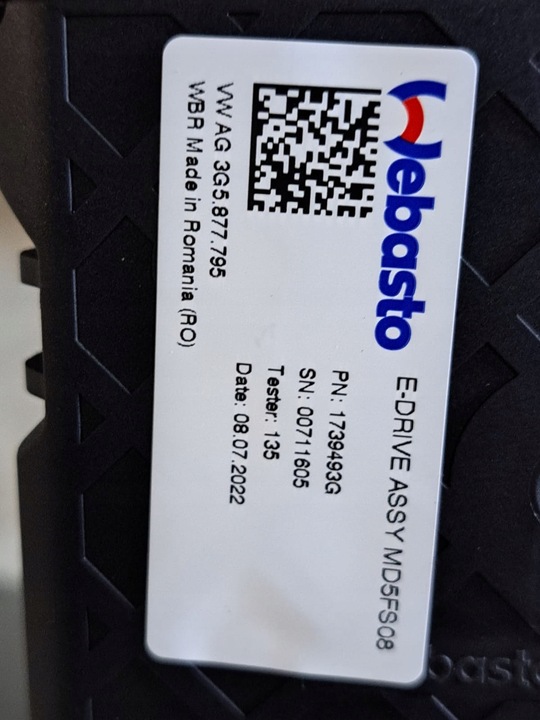 Webasto
E-DRIVE ASSY MD5FS08
PN: 1739493G
SN: 00711605
Tester: 135
Date: 08.07.2022
VW AG 3G5.877.795
WBR Made in Romania (RO)
basto